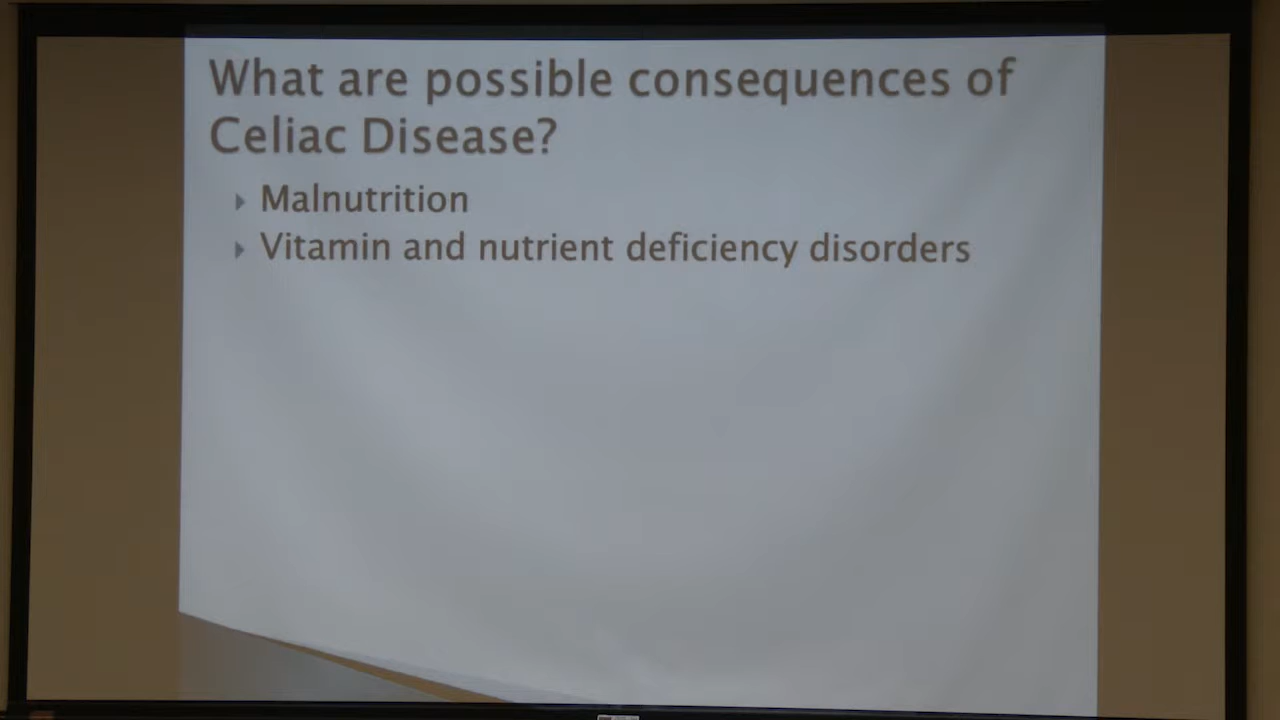 What are possible consequences of
Celiac Disease?
Malnutrition
Vitamin and nutrient deficiency disorders